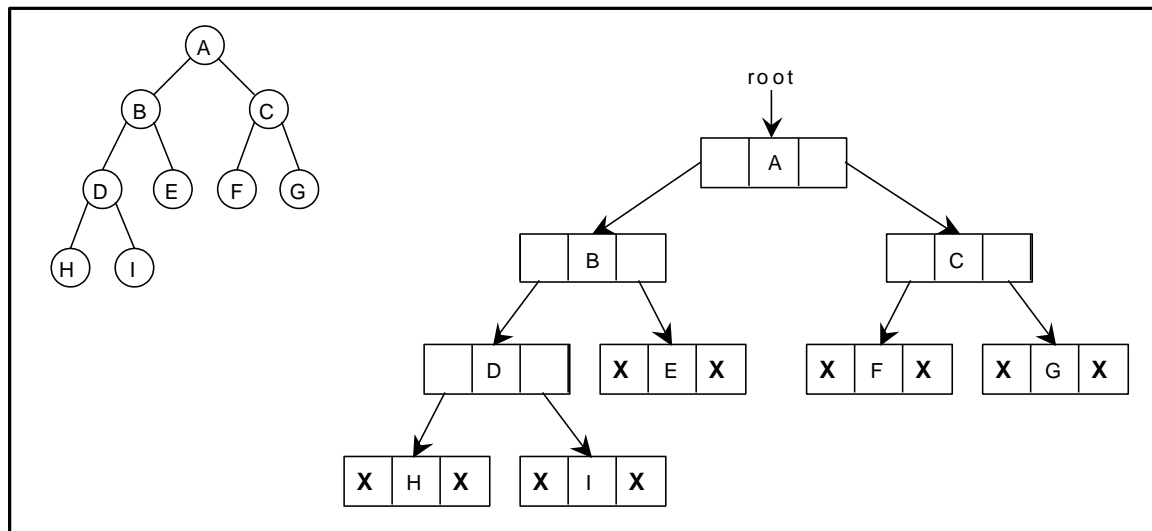 A
B C
D E F G
H I
root
A
B C
D X E X X F X X G X
X H X X I X